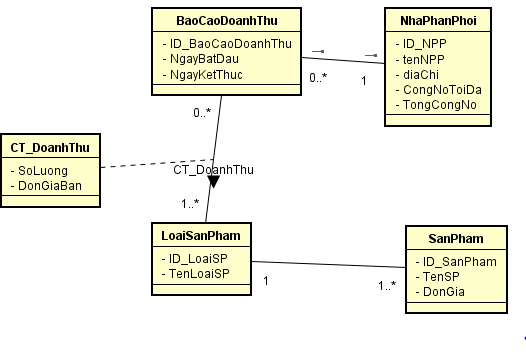 BaoCaoDoanhThu
- ID_BaoCaoDoanhThu
- NgayBatDau
- NgayKetThuc
NhaPhanPhoi
- ID_NPP
- tenNPP
- diaChi
- CongNoToiDa
- TongCongNo
0..*
1
0..*
CT_DoanhThu
- SoLuong
- DonGiaBan
CT_DoanhThu
1..*
LoaiSanPham
- ID_LoaiSP
- TenLoaiSP
1
1..*
SanPham
- ID_SanPham
- TenSP
- DonGia